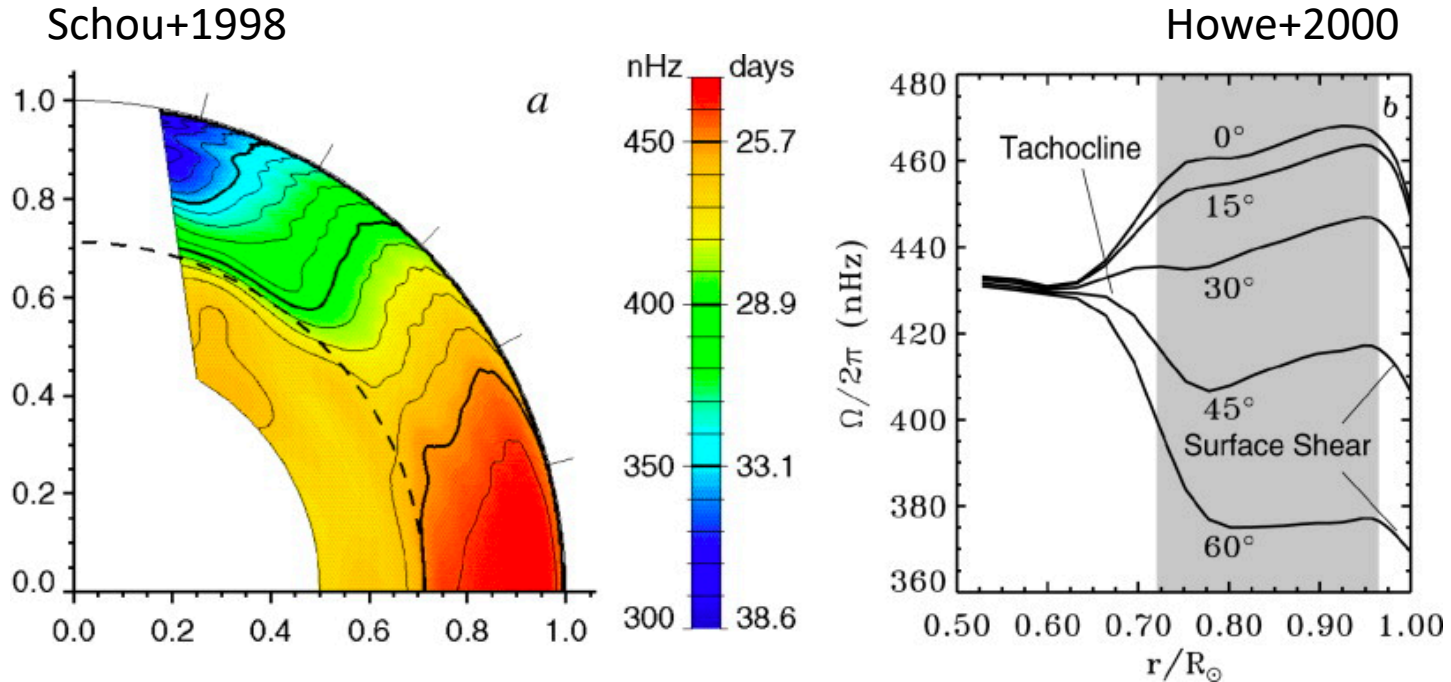 Schou+1998
Howe+2000
nHz days
a
1.0
0.8
0.6
0.4
0.2
0.0
0.0 0.2 0.4 0.6 0.8 1.0
450 25.7
400 28.9
350 33.1
300 38.6
b
480
460
440
420
400
380
360
Ω/2π (nHz)
Tachocline
0°
15°
30°
45°
Surface Shear
60°
0.50 0.60 0.70 0.80 0.90 1.00
r/R☉